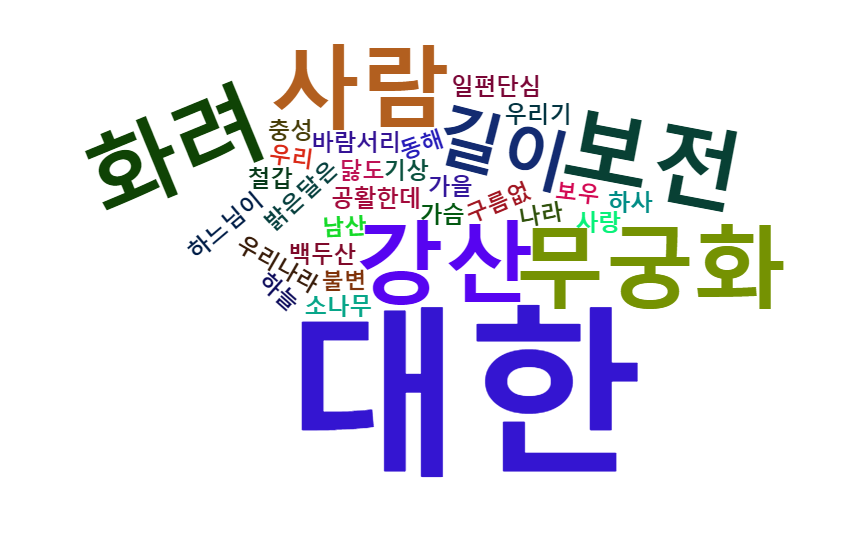 사람
일편단심
화려
길이
우리기
보전
충성
바람서리
동해
우리
닳도
기상
철갑
밝은달은
공활한데
가을
구름없
보우
하사
가슴
나라
사랑
하느님이
남산
우리나라
백두산
불변
강산
무궁화
하늘
소나무
대한